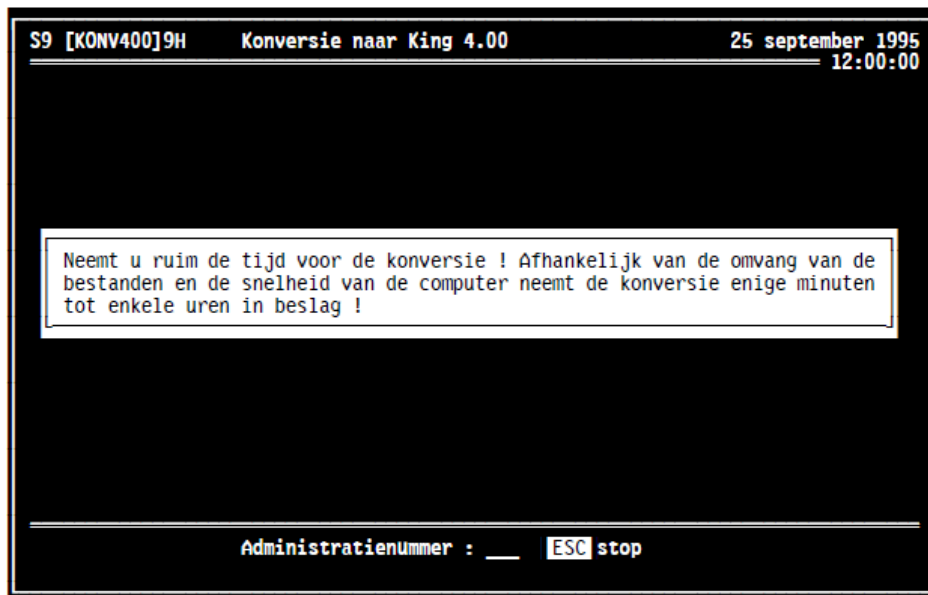 S9 [KONV400]9H Konversie naar King 4.00 25 september 1995
12:00:00
Neemt u ruim de tijd voor de konversie ! Afhankelijk van de omvang van de
bestanden en de snelheid van de computer neemt de konversie enige minuten
tot enkele uren in beslag !
Administratienummer : ___ ESC stop